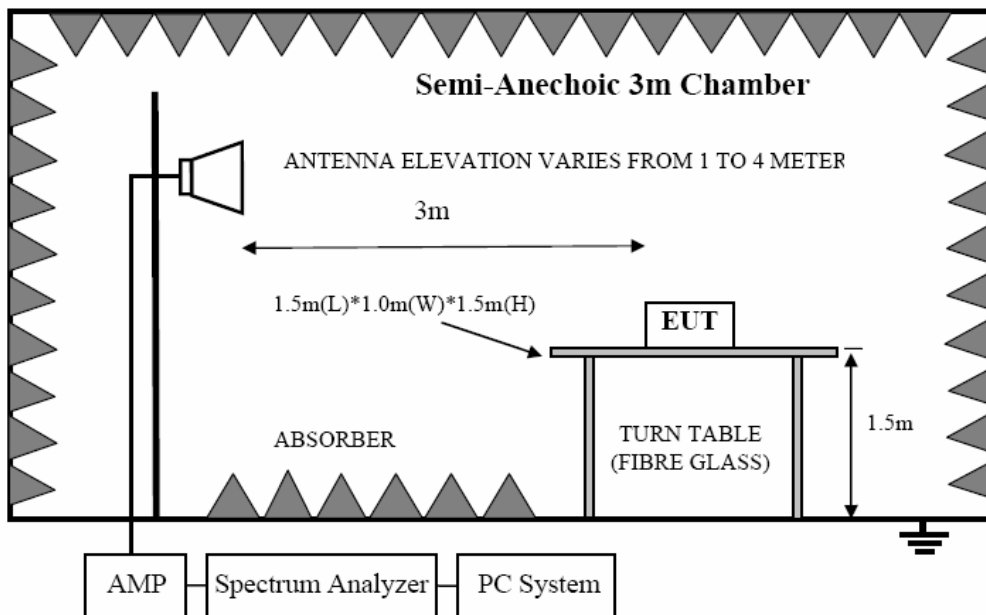 Semi-Anechoic 3m Chamber
ANTENNA ELEVATION VARIES FROM 1 TO 4 METER
3m
1.5m(L)*1.0m(W)*1.5m(H)
EUT
1.5m
ABSORBER
TURN TABLE
(FIBRE GLASS)
AMP
Spectrum Analyzer
PC System